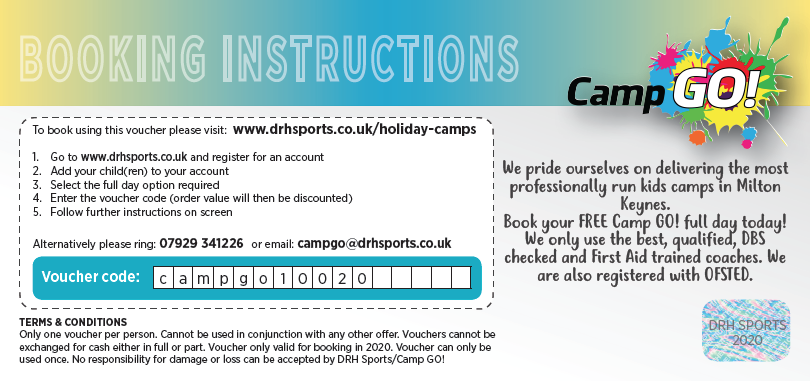 BOOKING INSTRUCTIONS
Camp GO!
To book using this voucher please visit: www.drhsports.co.uk/holiday-camps
1. Go to www.drhsports.co.uk and register for an account
2. Add your child(ren) to your account
3. Select the full day option required
4. Enter the voucher code (order value will then be discounted)
5. Follow further instructions on screen
Alternatively please ring: 07929 341226 or email: campgo@drhsports.co.uk
Voucher code: campgo10020
TERMS & CONDITIONS
Only one voucher per person. Cannot be used in conjunction with any other offer. Vouchers cannot be
exchanged for cash either in full or part. Voucher only valid for booking in 2020. Voucher can only be
used once. No responsibility for damage or loss can be accepted by DRH Sports/Camp GO!
We pride ourselves on delivering the most
professionally run kids camps in Milton
Keynes.
Book your FREE Camp GO! full day today!
We only use the best, qualified, DBS
checked and First Aid trained coaches. We
are also registered with OFSTED.
DRH SPORTS
2020